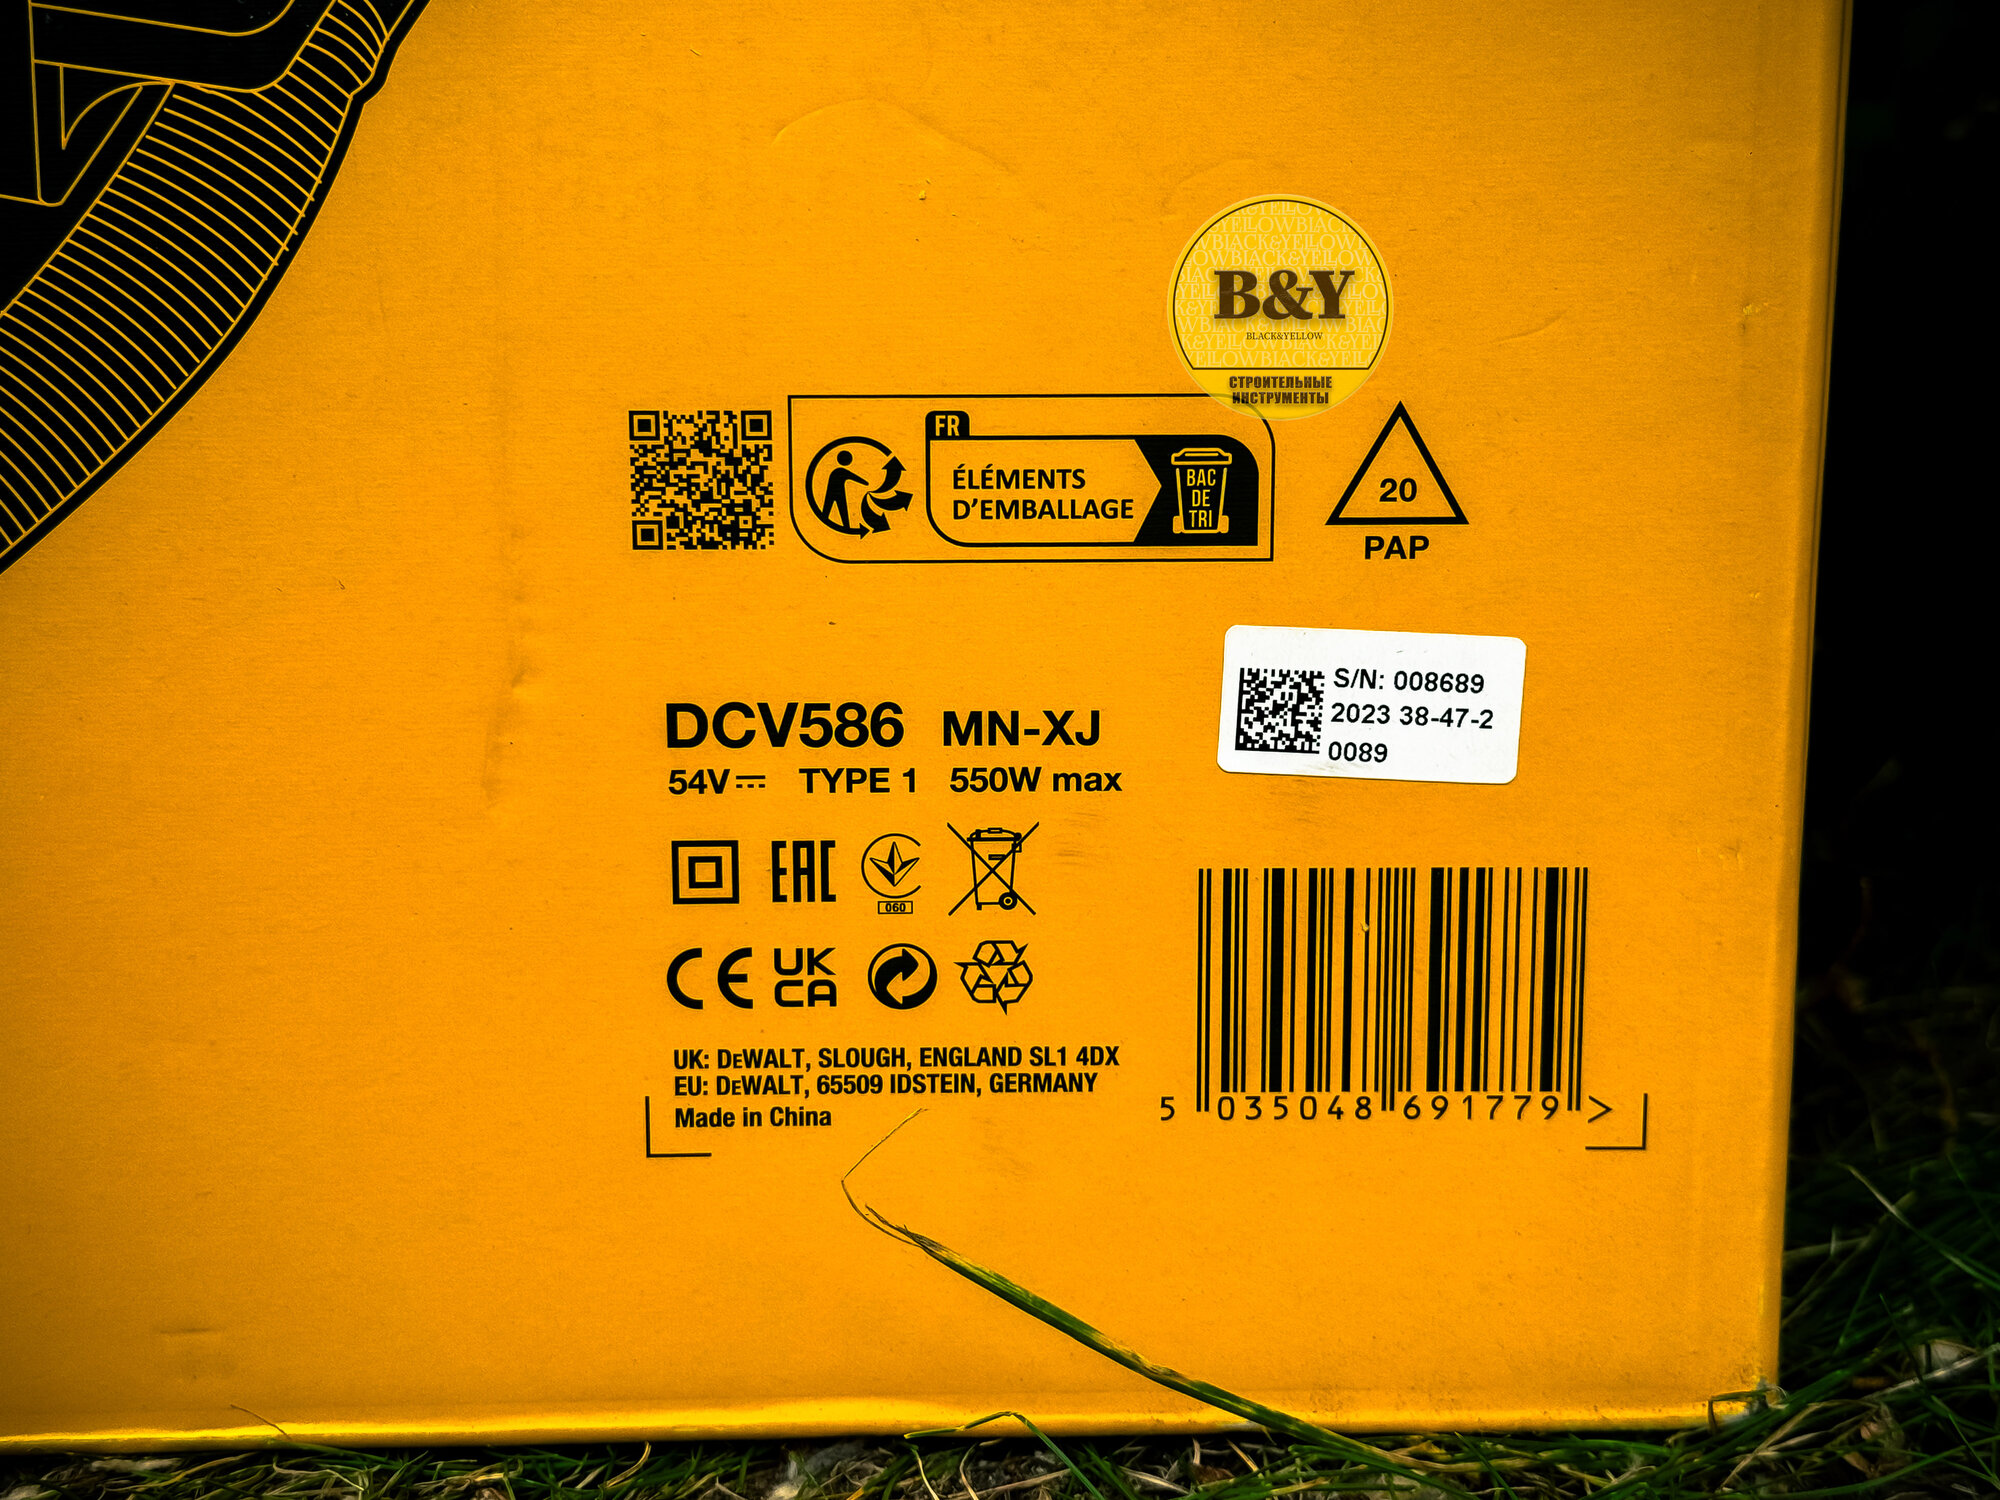 B&Y
BLACK&YELLOW
СТРОИТЕЛЬНЫЕ
ИНСТРУМЕНТЫ
FR
ÉLÉMENTS
D'EMBALLAGE
BAC
DE
TRI
20
PAP
S/N: 008689
2023 38-47-2
0089
DCV586 MN-XJ
54V TYPE 1 550W max
EAC
060
CE
UK
CA
UK: DEWALT, SLOUGH, ENGLAND SL1 4DX
EU: DEWALT, 65509 IDSTEIN, GERMANY
Made in China
5 035048 691779 >